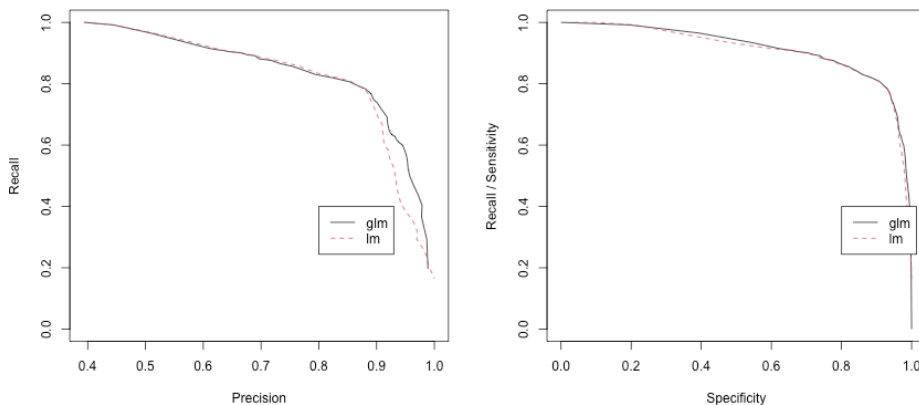 Recall
1.0
0.8
0.6
0.4
0.2
0.0
glm
lm
0.4 0.5 0.6 0.7 0.8 0.9 1.0
Precision
Recall / Sensitivity
1.0
0.8
0.6
0.4
0.2
0.0
glm
lm
0.0 0.2 0.4 0.6 0.8 1.0
Specificity